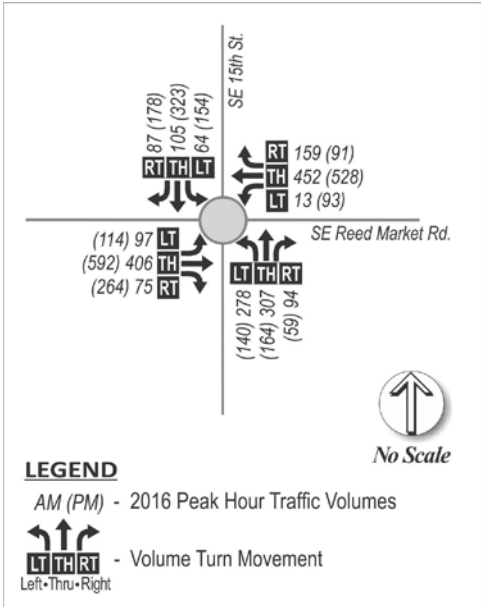 SE 15th St.
87 (178)
105 (323)
64 (154)
RT TH LT
RT 159 (91)
TH 452 (528)
LT 13 (93)
SE Reed Market Rd.
(114) 97 LT
(592) 406 TH
(264) 75 RT
LT TH RT
(140) 278
(164) 307
(59) 94
No Scale
LEGEND
AM (PM) - 2016 Peak Hour Traffic Volumes
LT TH RT - Volume Turn Movement
Left•Thru•Right